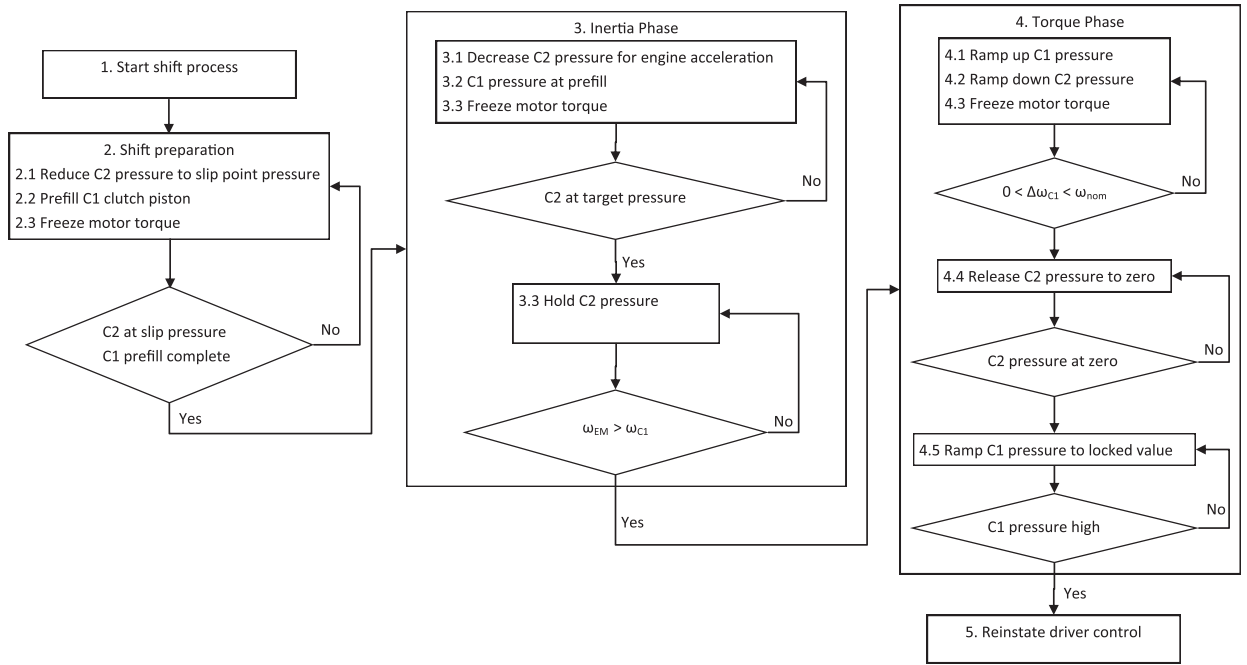 1. Start shift process
2. Shift preparation
2.1 Reduce C2 pressure to slip point pressure
2.2 Prefill C1 clutch piston
2.3 Freeze motor torque
C2 at slip pressure
C1 prefill complete
No
Yes
3. Inertia Phase
3.1 Decrease C2 pressure for engine acceleration
3.2 C1 pressure at prefill
3.3 Freeze motor torque
C2 at target pressure
No
Yes
3.3 Hold C2 pressure
ωEM > ωC1
No
Yes
4. Torque Phase
4.1 Ramp up C1 pressure
4.2 Ramp down C2 pressure
4.3 Freeze motor torque
0 < ΔωC1 < ωnom
No
4.4 Release C2 pressure to zero
C2 pressure at zero
No
4.5 Ramp C1 pressure to locked value
C1 pressure high
No
Yes
5. Reinstate driver control